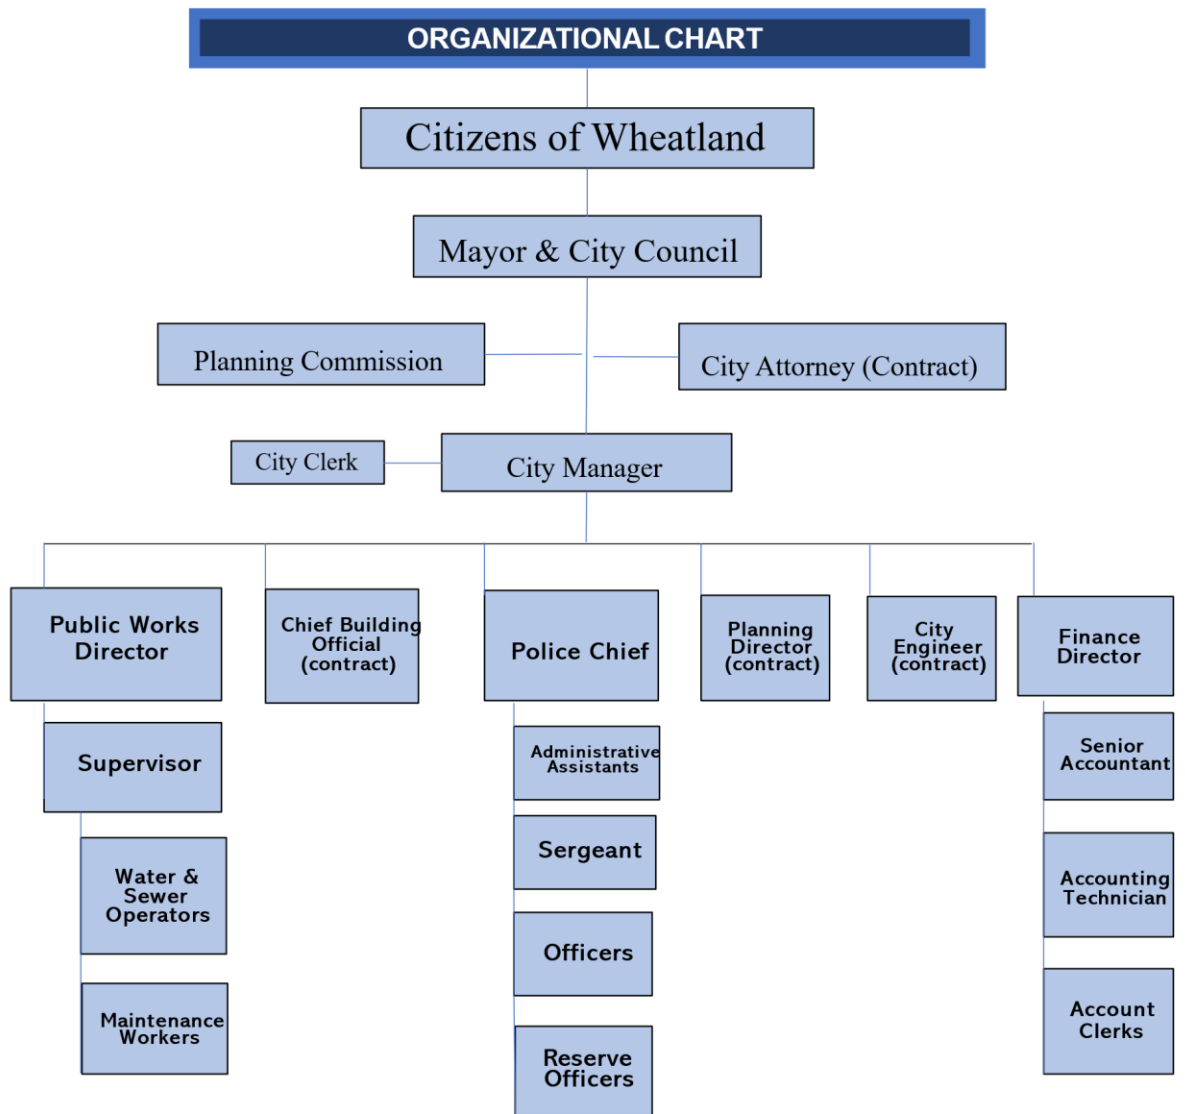 ORGANIZATIONAL CHART
Citizens of Wheatland
Mayor & City Council
Planning Commission
City Attorney (Contract)
City Clerk
City Manager
Public Works
Director
Chief Building
Official
(contract)
Police Chief
Planning
Director
(contract)
City
Engineer
(contract)
Finance
Director
Supervisor
Water &
Sewer
Operators
Maintenance
Workers
Administrative
Assistants
Sergeant
Officers
Reserve
Officers
Senior
Accountant
Accounting
Technician
Account
Clerks